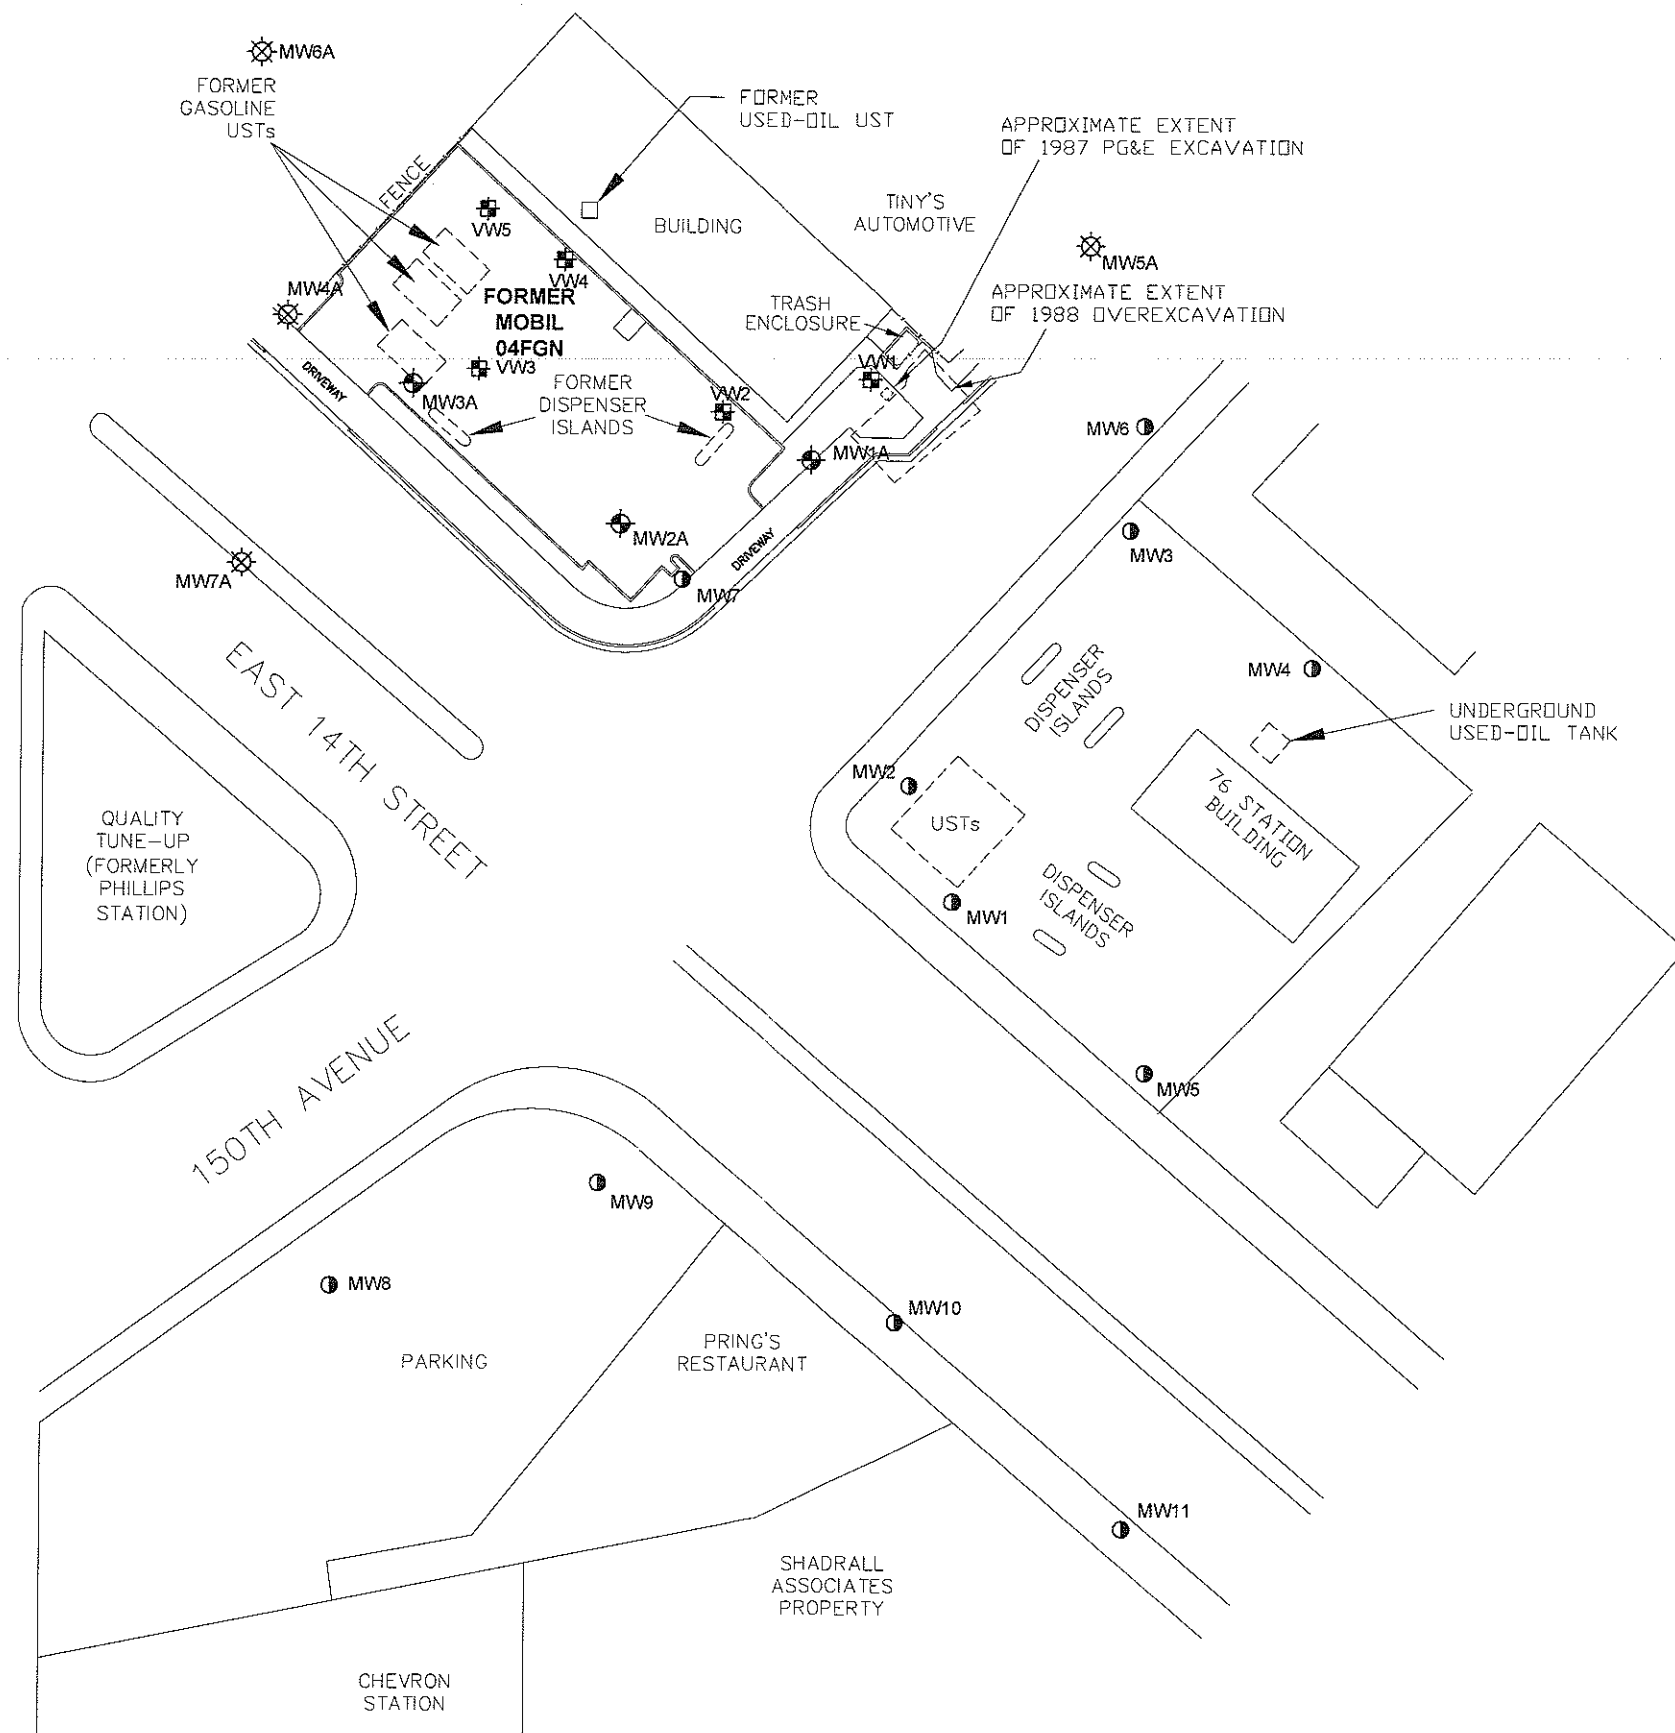 MW6A
FORMER
GASOLINE
USTs
FORMER
USED-OIL UST
APPROXIMATE EXTENT
OF 1987 PG&E EXCAVATION
FENCE
VW5
BUILDING
TINY'S
AUTOMOTIVE
MW5A
VW4
MW4A
FORMER
MOBIL
04FGN
APPROXIMATE EXTENT
OF 1988 OVEREXCAVATION
TRASH
ENCLOSURE
VW1
VW3
DRIVEWAY
MW3A
FORMER
DISPENSER
ISLANDS
VW2
MW6
MW1A
MW2A
DRIVEWAY
MW3
MW7A
MW7
EAST 14TH STREET
DISPENSER
ISLANDS
MW4
UNDERGROUND
USED-OIL TANK
MW2
USTs
76 STATION
BUILDING
QUALITY
TUNE-UP
(FORMERLY
PHILLIPS
STATION)
DISPENSER
ISLANDS
MW1
150TH AVENUE
MW5
MW9
MW8
MW10
PARKING
PRING'S
RESTAURANT
MW11
SHADRALL
ASSOCIATES
PROPERTY
CHEVRON
STATION